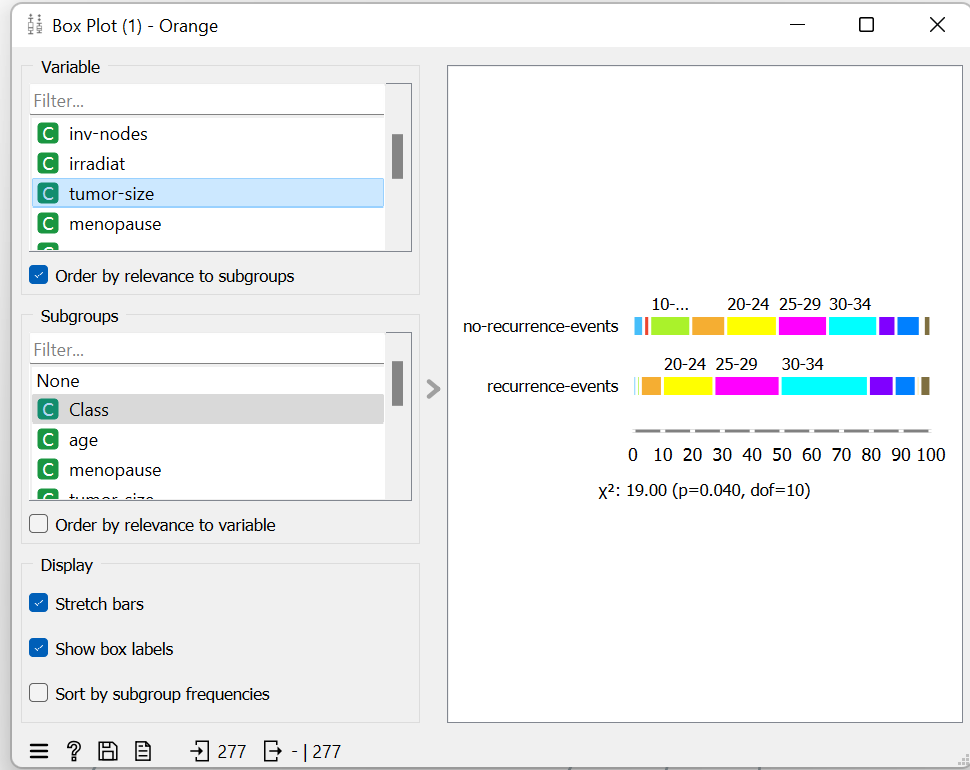 Box Plot (1) - Orange
Variable
Filter...
C inv-nodes
C irradiat
C tumor-size
C menopause
Order by relevance to subgroups
Subgroups
Filter...
None
C Class
C age
C menopause
C tumor-size
Order by relevance to variable
Display
Stretch bars
Show box labels
Sort by subgroup frequencies
? 277 - | 277
10-... 20-24 25-29 30-34
no-recurrence-events
20-24 25-29 30-34
recurrence-events
0 10 20 30 40 50 60 70 80 90 100
χ²: 19.00 (p=0.040, dof=10)